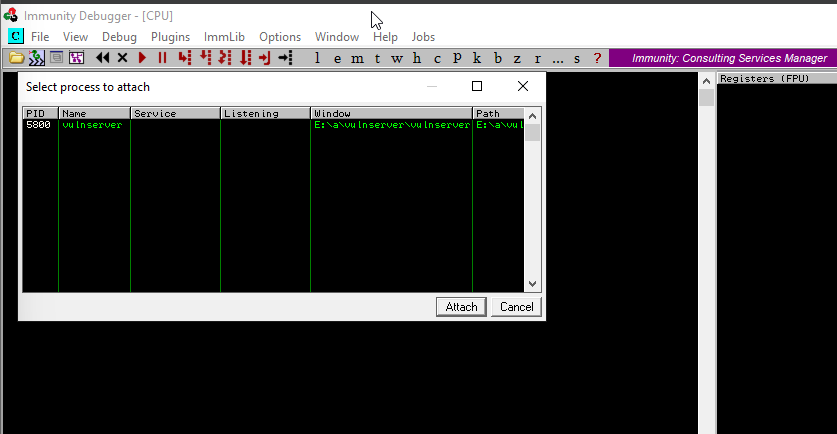 Immunity Debugger - [CPU]
C File View Debug Plugins ImmLib Options Window Help Jobs
l e m t w h c p k b z r ... s ? Immunity: Consulting Services Manager
Select process to attach
Registers (FPU)
PID Name Service Listening Window Path
5800 vulnserver E:\a\vulnserver\vulnserver E:\a\vul
Attach Cancel